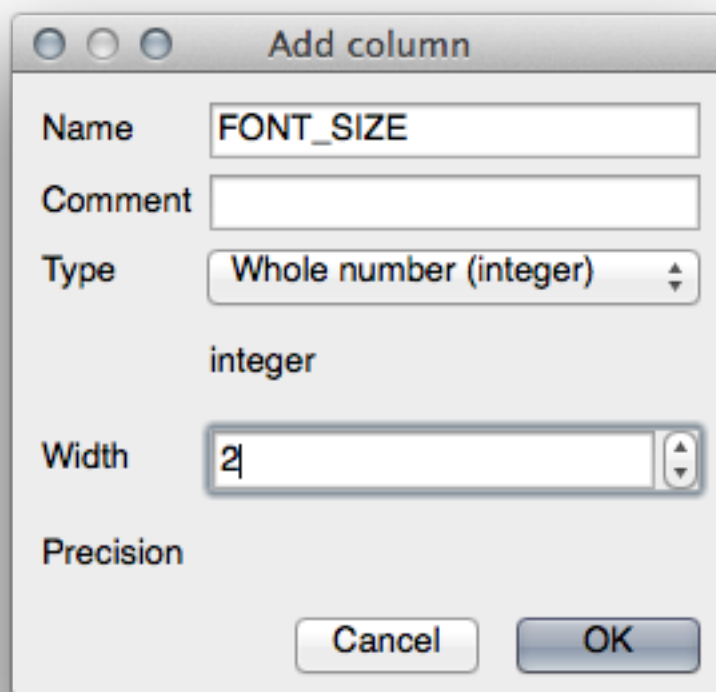 Add column
Name FONT_SIZE
Comment
Type Whole number (integer)
integer
Width 2
Precision
Cancel OK